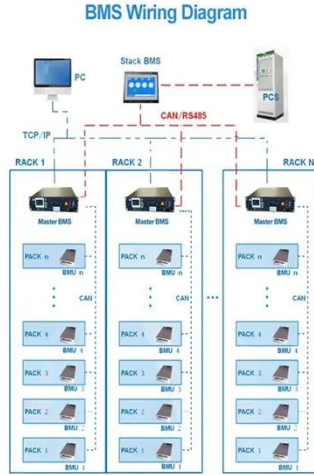 BMS Wiring Diagram
PC
Stack BMS
PCS
CAN/RS485
TCP/IP
RACK 1
RACK 2
RACK N
Master BMS
Master BMS
Master BMS
PACK n
BMU n
PACK n
BMU n
PACK n
BMU n
CAN
CAN
CAN
PACK 4
BMU 4
PACK 4
BMU 4
PACK 4
BMU 4
PACK 3
BMU 3
PACK 3
BMU 3
PACK 3
BMU 3
PACK 2
BMU 2
PACK 2
BMU 2
PACK 2
BMU 2
PACK 1
BMU 1
PACK 1
BMU 1
PACK 1
BMU 1